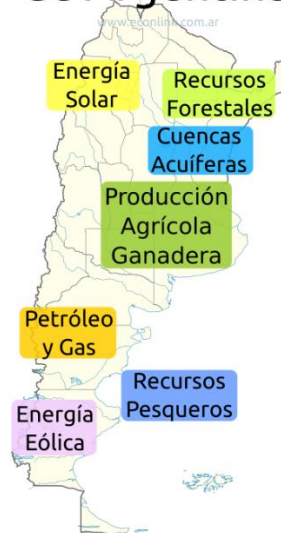 www.econlink.com.ar
Energía
Solar
Recursos
Forestales
Cuencas
Acuíferas
Producción
Agrícola
Ganadera
Petróleo
y Gas
Recursos
Pesqueros
Energía
Eólica